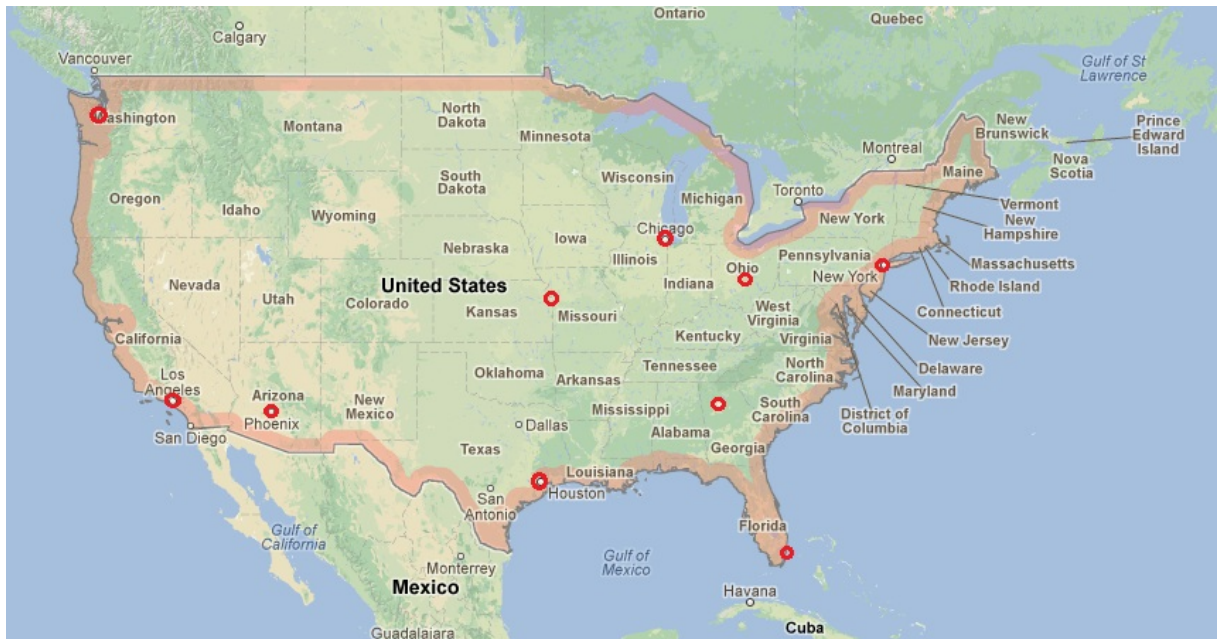 Ontario
Quebec
Calgary
Vancouver
Gulf of St
Lawrence
Washington
Montana
North
Dakota
Minnesota
New
Brunswick
Prince
Edward
Island
Montreal
Nova
Scotia
Maine
Oregon
Idaho
Wyoming
South
Dakota
Wisconsin
Michigan
Toronto
Vermont
New York
New
Hampshire
Chicago
Iowa
Nebraska
Illinois
Indiana
Ohio
Pennsylvania
New York
Massachusetts
Rhode Island
Connecticut
Nevada
Utah
Colorado
United States
Kansas
Missouri
West
Virginia
Virginia
Kentucky
New Jersey
Delaware
Maryland
California
Los
Angeles
San Diego
Arizona
Phoenix
New
Mexico
Oklahoma
Arkansas
Tennessee
North
Carolina
South
Carolina
District of
Columbia
Mississippi
Alabama
Georgia
Dallas
Texas
Louisiana
Houston
San
Antonio
Florida
Gulf of
California
Gulf of
Mexico
Monterrey
Mexico
Havana
Cuba
Guadalajara